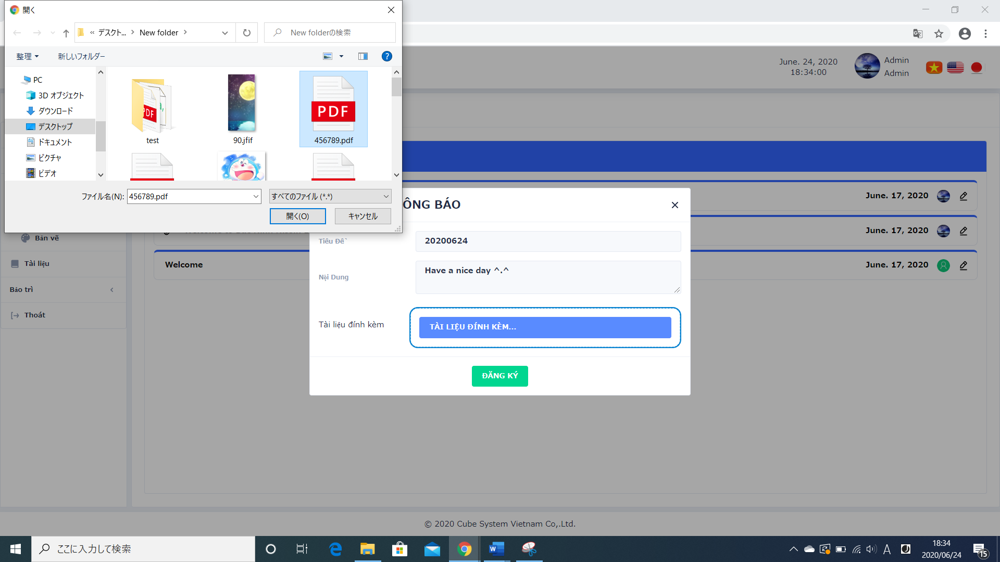 開く
« デスクト... > New folder >
New folderの検索
整理
新しいフォルダー
PC
3D オブジェクト
ダウンロード
デスクトップ
ドキュメント
ピクチャ
ビデオ
PDF
test
90.jfif
PDF
456789.pdf
ファイル名(N):
456789.pdf
すべてのファイル (*.*)
開く(O)
キャンセル
June. 24, 2020
18:34:00
Admin
Admin
June. 17, 2020
June. 17, 2020
Welcome
June. 17, 2020
Bản vẽ
Tài liệu
Bảo trì
Thoát
ÔNG BÁO
Tiêu Đề
20200624
Nội Dung
Have a nice day ^.^
Tài liệu đính kèm
TÀI LIỆU ĐÍNH KÈM...
ĐĂNG KÝ
© 2020 Cube System Vietnam Co,.Ltd.
ここに入力して検索
A
J
18:34
2020/06/24
15